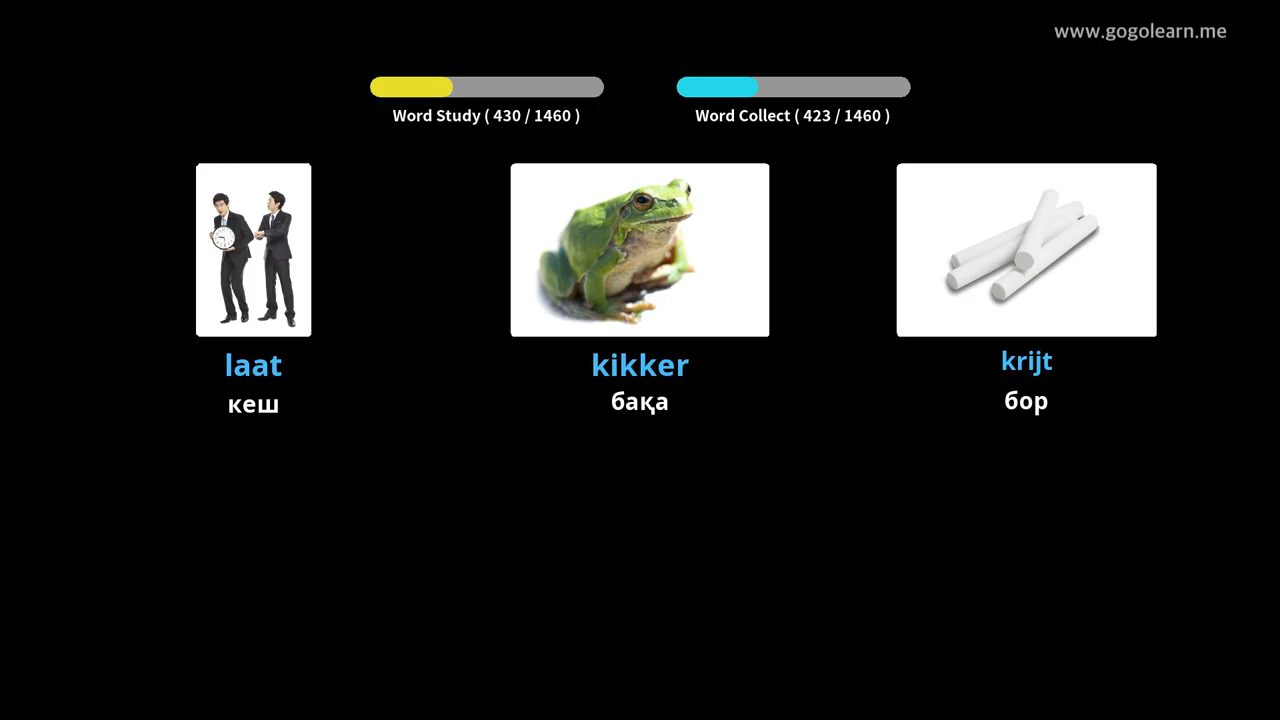 www.gogolearn.me
Word Study ( 430 / 1460 )
Word Collect ( 423 / 1460 )
laat
кеш
kikker
бақа
krijt
бор